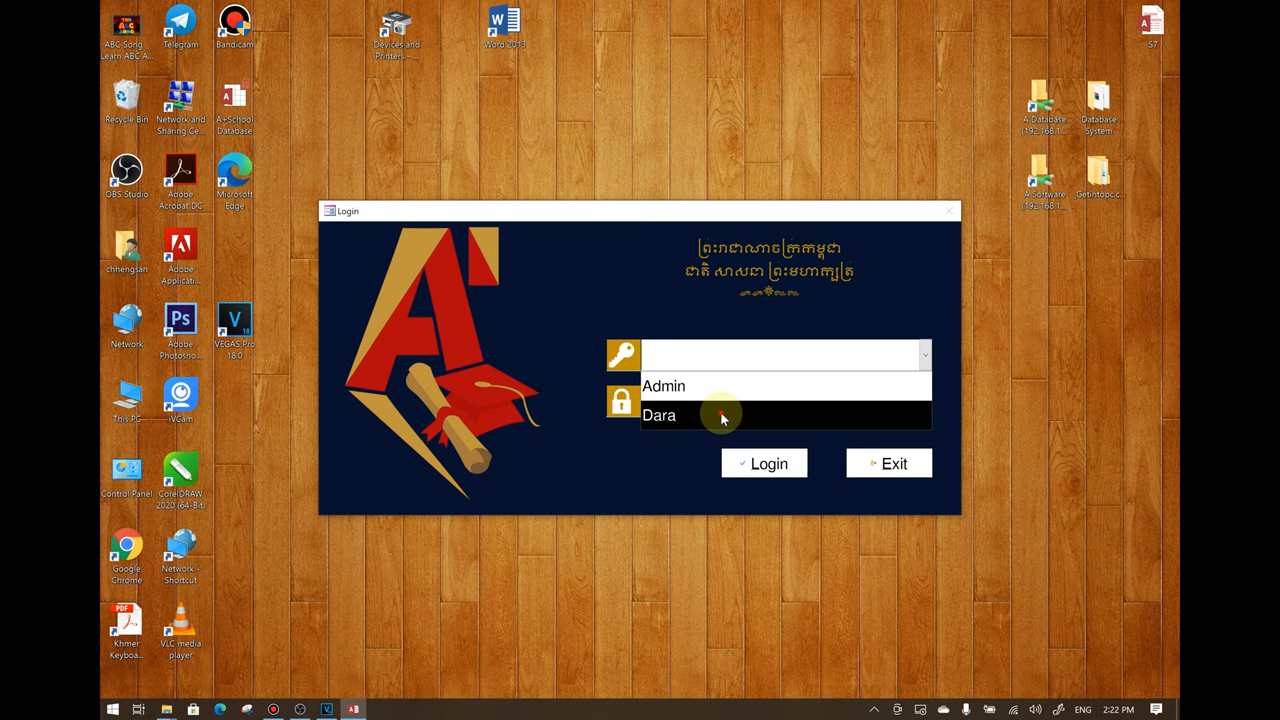 ABC Song_
Learn ABC A...
Telegram
Bandicam
Devices and
Printers - ...
Word 2013
S7
Recycle Bin
Network and
Sharing Ce...
A+School
Database
A Database
(192.168.1....
Database
System
OBS Studio
Adobe
Acrobat DC
Microsoft
Edge
A Software
(192.168.1....
Getintopc.c...
Login
ព្រះរាជាណាចក្រកម្ពុជា
ជាតិ សាសនា ព្រះមហាក្សត្រ
chhengsan
Adobe
Applicati...
Network
Adobe
Photosho...
VEGAS Pro
18.0
Admin
Dara
This PC
iVCam
Login
Exit
Control Panel
CorelDRAW
2020 (64-Bit)
Google
Chrome
Network -
Shortcut
Khmer
Keyboa...
VLC media
player
ENG
2:22 PM